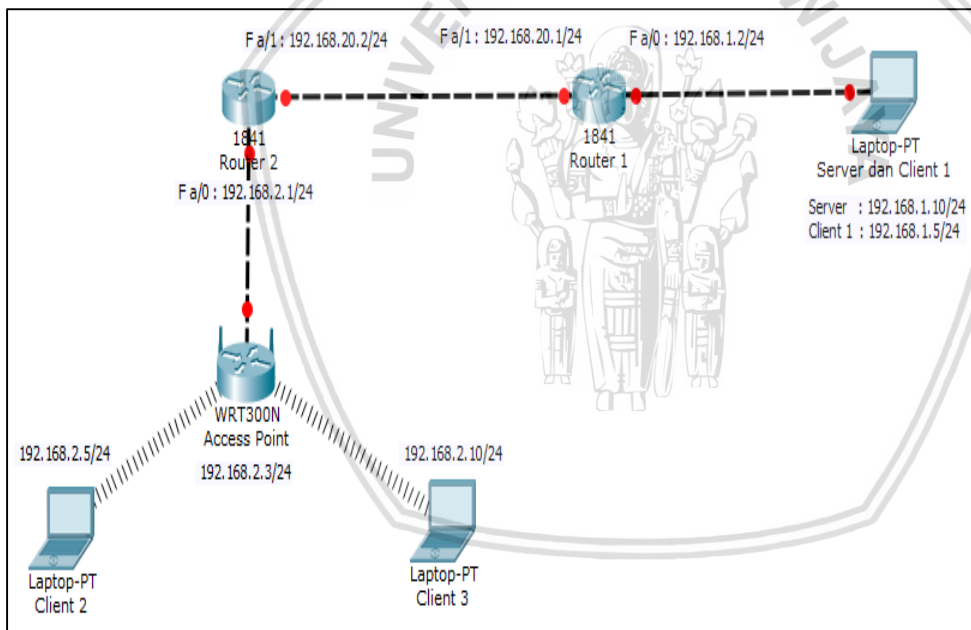 F a/1 : 192.168.20.2/24
F a/1 : 192.168.20.1/24
F a/0 : 192.168.1.2/24
1841
Router 2
1841
Router 1
Laptop-PT
Server dan Client 1
F a/0 : 192.168.2.1/24
Server : 192.168.1.10/24
Client 1 : 192.168.1.5/24
WRT300N
Access Point
192.168.2.3/24
192.168.2.5/24
192.168.2.10/24
Laptop-PT
Client 2
Laptop-PT
Client 3